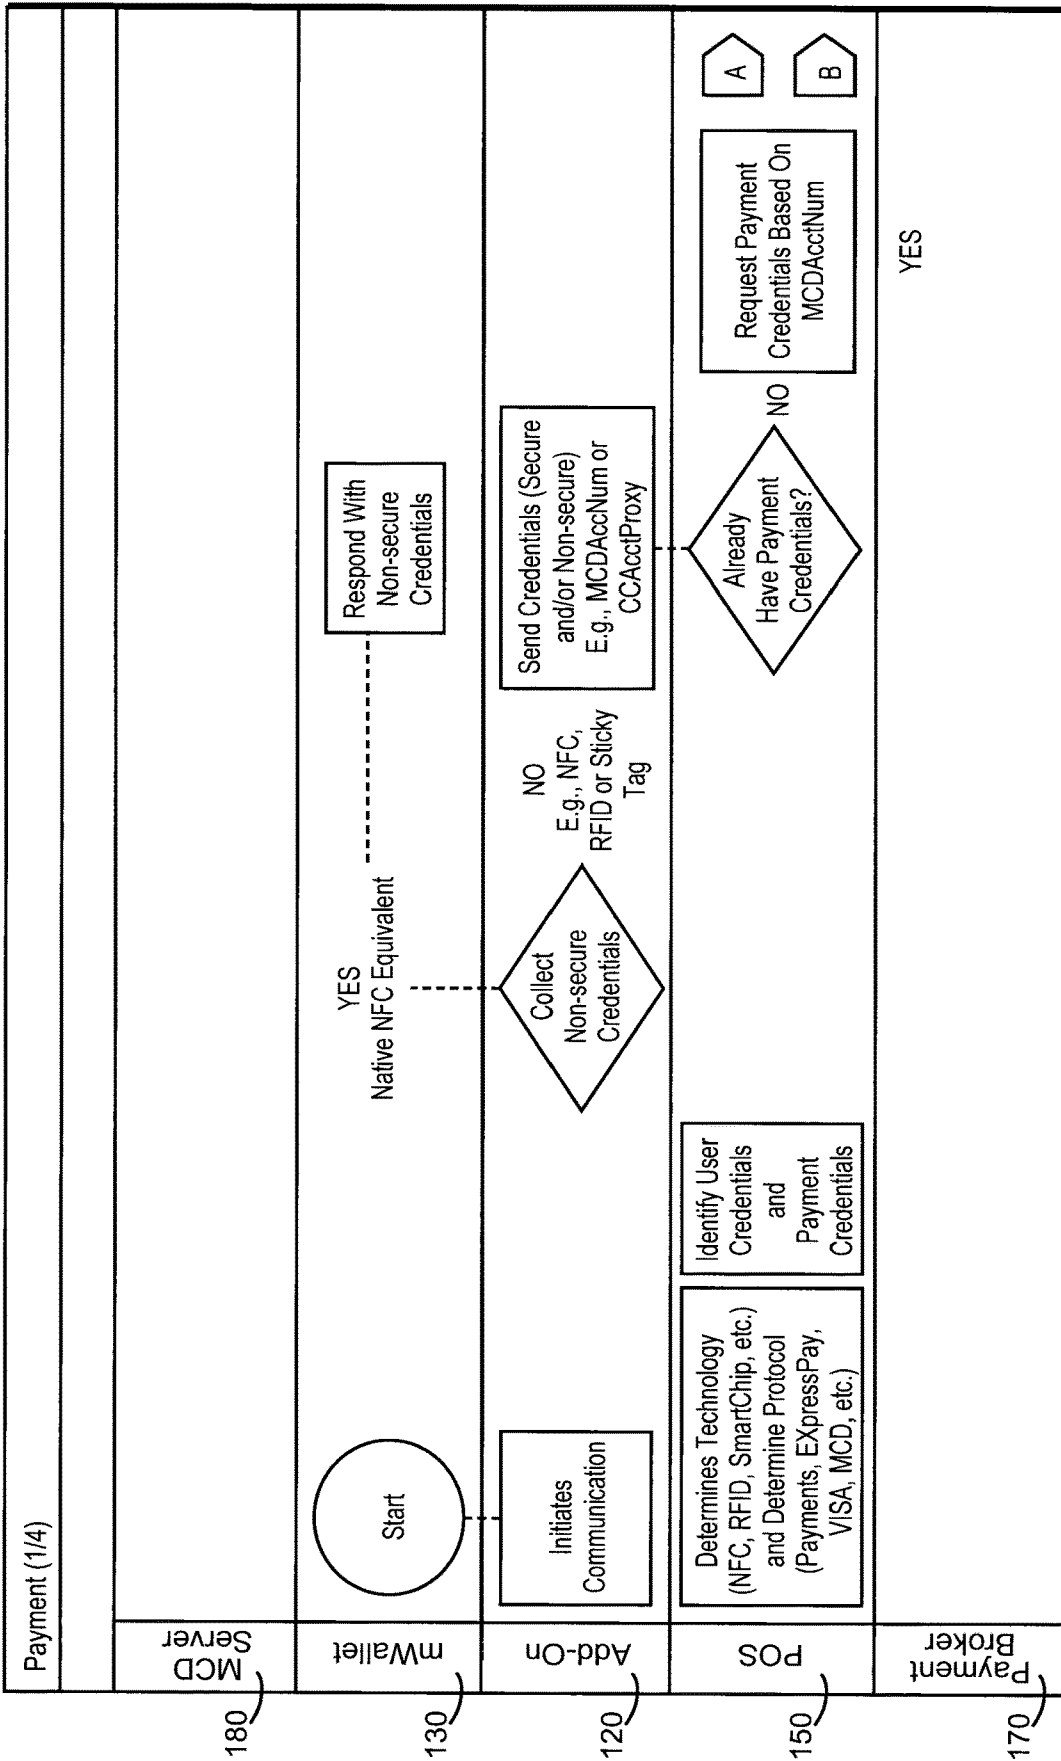 Payment (1/4)
180
MCD
Server
130
mWallet
Start
YES
Native NFC Equivalent
Respond With
Non-secure
Credentials
120
Add-On
Initiates
Communication
Collect
Non-secure
Credentials
NO
E.g., NFC,
RFID or Sticky
Tag
Send Credentials (Secure
and/or Non-secure)
E.g., MCDAccNum or
CCAcctProxy
150
POS
Determines Technology
(NFC, RFID, SmartChip, etc.)
and Determine Protocol
(Payments, EXpressPay,
VISA, MCD, etc.)
Identify User
Credentials
and
Payment
Credentials
Already
Have Payment
Credentials?
NO
Request Payment
Credentials Based On
MCDAcctNum
A
B
170
Payment
Broker
YES